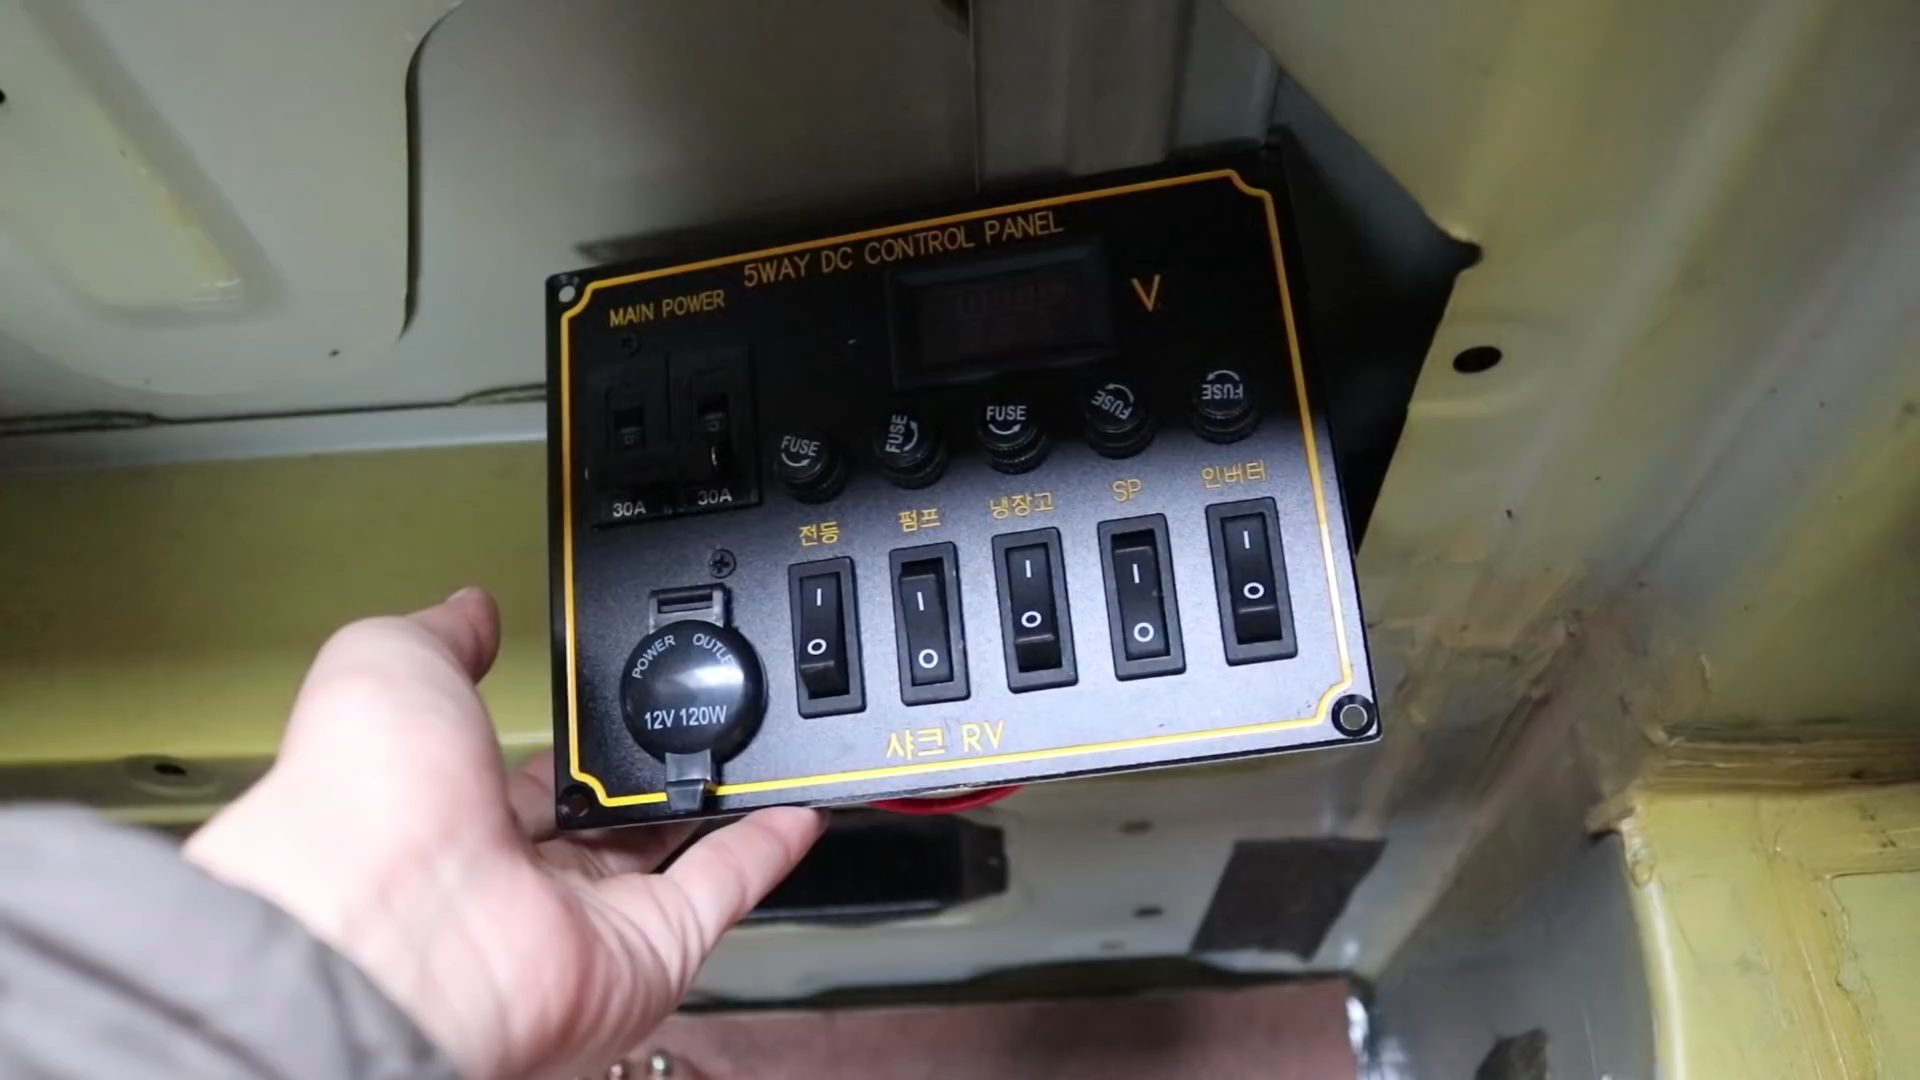 5WAY DC CONTROL PANEL
MAIN POWER
V
30A 30A
FUSE FUSE FUSE FUSE FUSE
전등 펌프 냉장고 SP 인버터
I I I I I
O O O O O
POWER OUTLET
12V 120W
샤크 RV